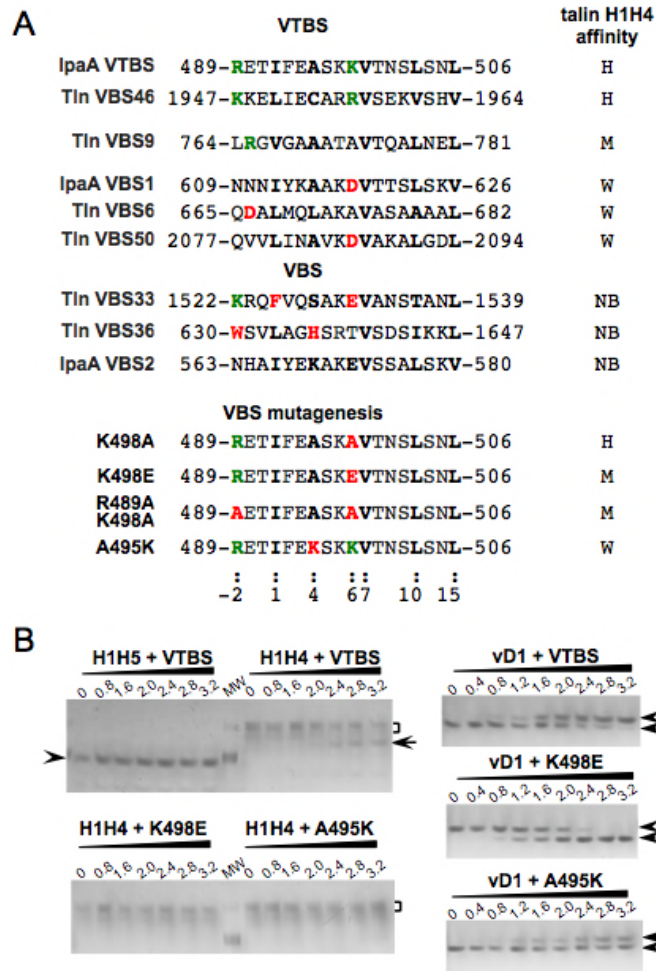 A
VTBS
talin H1H4
affinity
IpaA VTBS 489-RETIFEASKKVTNSLSNL-506 H
Tln VBS46 1947-KKELIECARRVSEKVSHV-1964 H
Tln VBS9 764-LRGVGAAATAVTQALNEL-781 M
IpaA VBS1 609-NNNIYKAAKDVTTSLSKV-626 W
Tln VBS6 665-QDALMQLAKAVASAAAAL-682 W
Tln VBS50 2077-QVVLINAVKDVAKALGDL-2094 W
VBS
Tln VBS33 1522-KRQFVQSAKEVANSTANL-1539 NB
Tln VBS36 630-WSVLAGHSRTVSDSIKKL-1647 NB
IpaA VBS2 563-NHAIYEKAKEVSSALSKV-580 NB
VBS mutagenesis
K498A 489-RETIFEASKAVTNSLSNL-506 H
K498E 489-RETIFEASKEVTNSLSNL-506 M
R489A
K498A 489-AETIFEASKAVTNSLSNL-506 M
A495K 489-RETIFEKSKKVTNSLSNL-506 W
: : : :: : :
-2 1 4 67 11 15
B
H1H5 + VTBS H1H4 + VTBS
0 0.8 1.6 2.0 2.4 2.8 3.2 MW 0 0.8 1.6 2.0 2.4 2.8 3.2
H1H4 + K498E H1H4 + A495K
0 0.8 1.6 2.0 2.4 2.8 3.2 MW 0 0.8 1.6 2.0 2.4 2.8 3.2
vD1 + VTBS
0 0.4 0.8 1.2 1.6 2.0 2.4 2.8 3.2
vD1 + K498E
0 0.4 0.8 1.2 1.6 2.0 2.4 2.8 3.2
vD1 + A495K
0 0.4 0.8 1.2 1.6 2.0 2.4 2.8 3.2